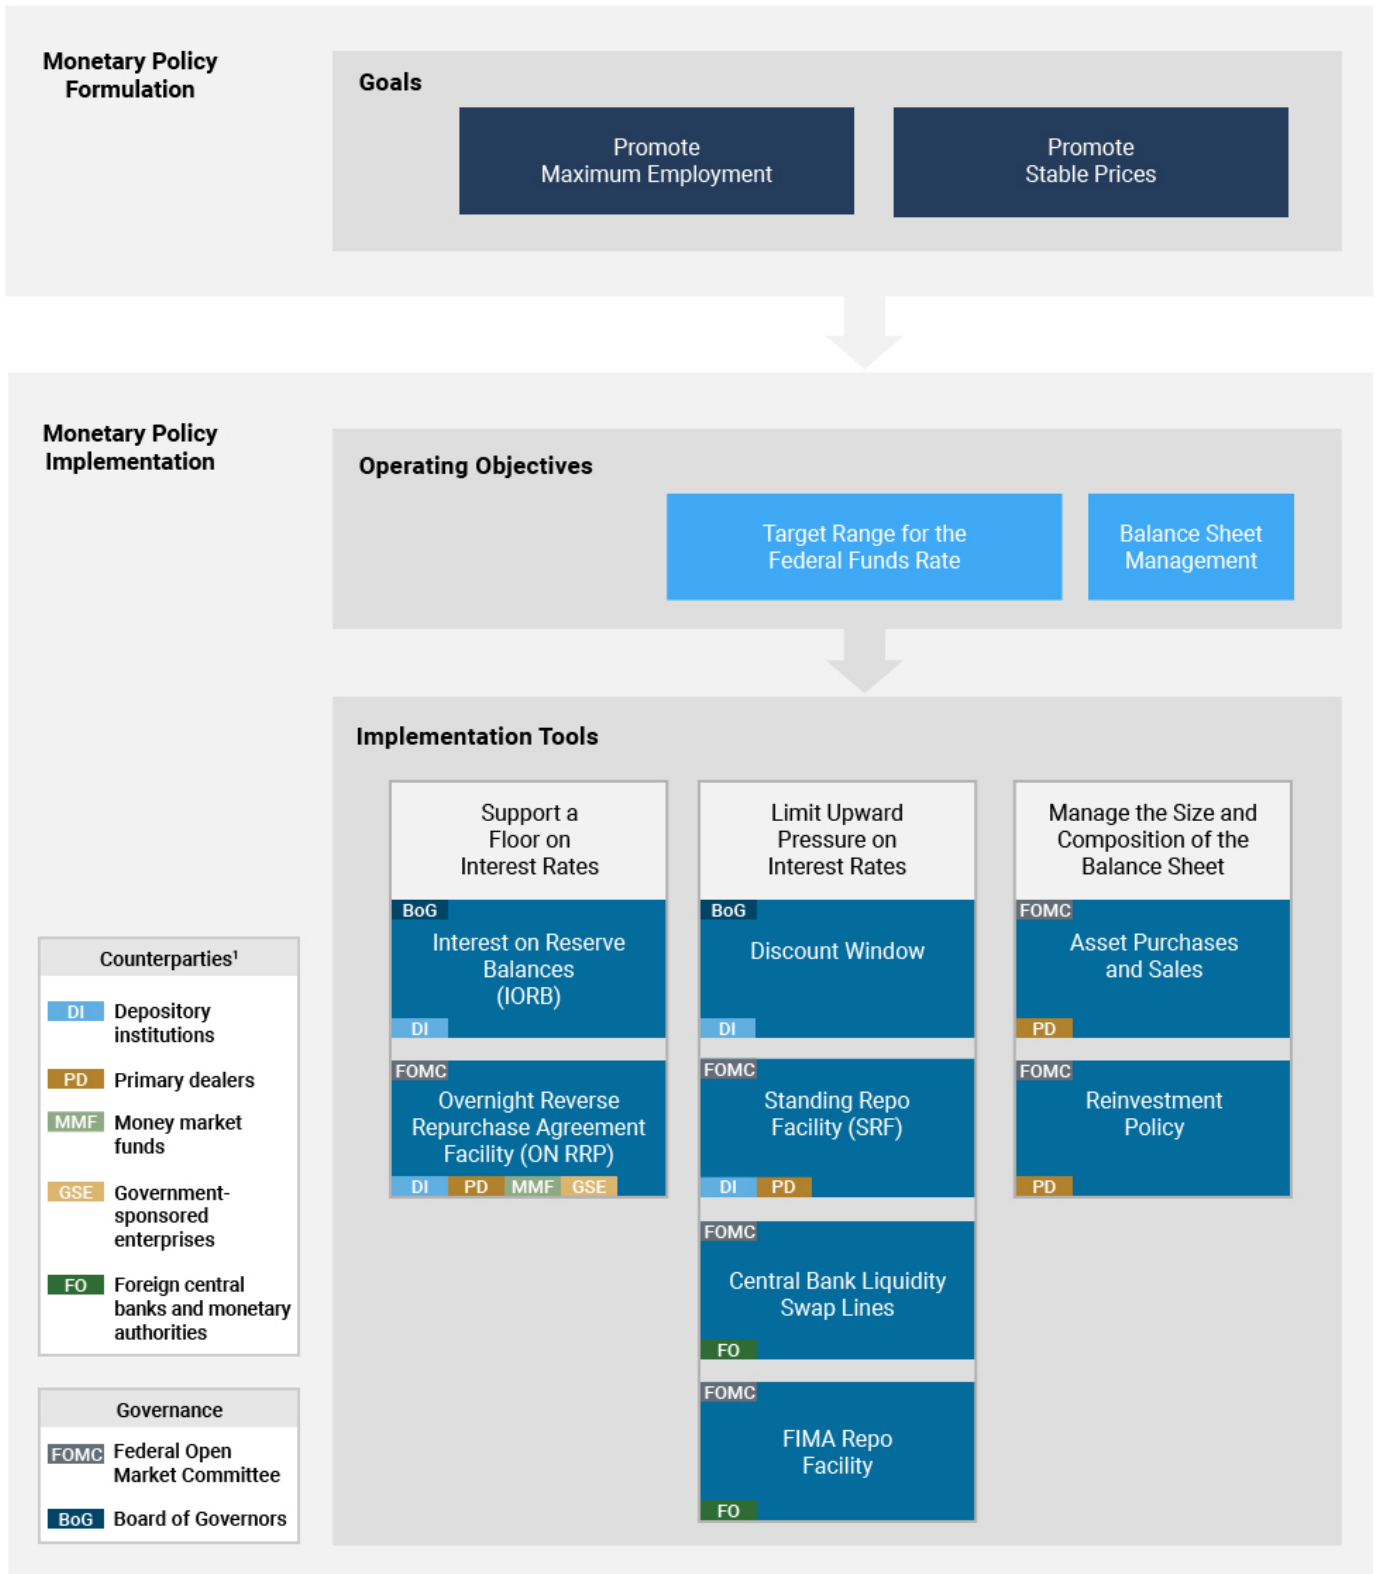 Monetary Policy
Formulation
Goals
Promote
Maximum Employment
Promote
Stable Prices
Monetary Policy
Implementation
Operating Objectives
Target Range for the
Federal Funds Rate
Balance Sheet
Management
Implementation Tools
Support a
Floor on
Interest Rates
BoG
Interest on Reserve
Balances
(IORB)
DI
FOMC
Overnight Reverse
Repurchase Agreement
Facility (ON RRP)
DI PD MMF GSE
Limit Upward
Pressure on
Interest Rates
BoG
Discount Window
DI
FOMC
Standing Repo
Facility (SRF)
DI PD
FOMC
Central Bank Liquidity
Swap Lines
FO
FOMC
FIMA Repo
Facility
FO
Manage the Size and
Composition of the
Balance Sheet
FOMC
Asset Purchases
and Sales
PD
FOMC
Reinvestment
Policy
PD
Counterparties¹
DI Depository
institutions
PD Primary dealers
MMF Money market
funds
GSE Government-
sponsored
enterprises
FO Foreign central
banks and monetary
authorities
Governance
FOMC Federal Open
Market Committee
BoG Board of Governors